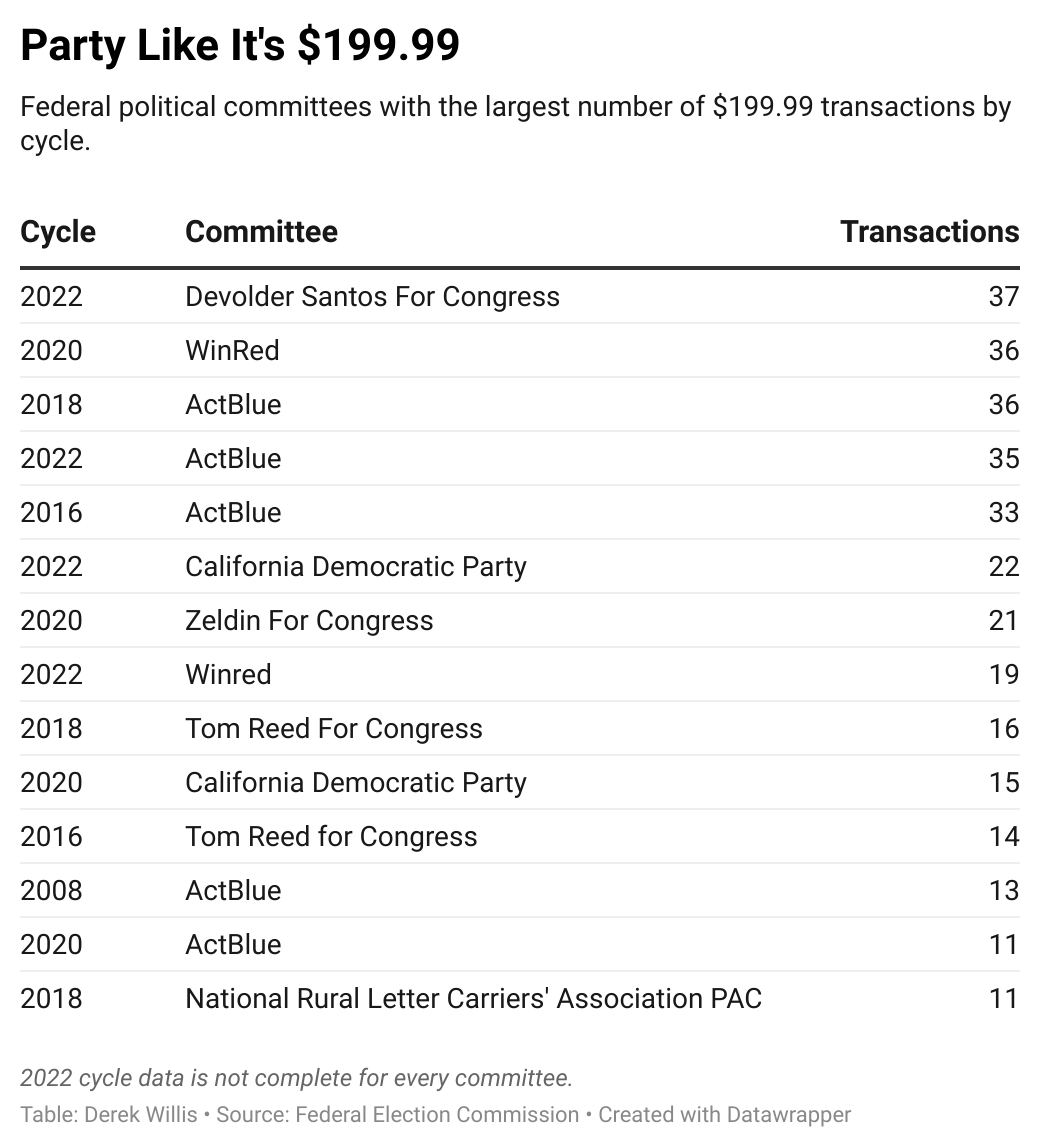 Party Like It's $199.99
Federal political committees with the largest number of $199.99 transactions by
cycle.
Cycle Committee Transactions
2022 Devolder Santos For Congress 37
2020 WinRed 36
2018 ActBlue 36
2022 ActBlue 35
2016 ActBlue 33
2022 California Democratic Party 22
2020 Zeldin For Congress 21
2022 Winred 19
2018 Tom Reed For Congress 16
2020 California Democratic Party 15
2016 Tom Reed for Congress 14
2008 ActBlue 13
2020 ActBlue 11
2018 National Rural Letter Carriers' Association PAC 11
2022 cycle data is not complete for every committee.
Table: Derek Willis • Source: Federal Election Commission • Created with Datawrapper